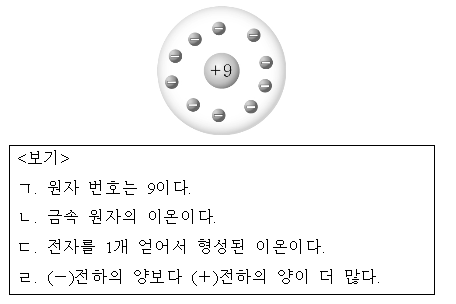 +9
<보기>
ㄱ. 원자 번호는 9이다.
ㄴ. 금속 원자의 이온이다.
ㄷ. 전자를 1개 얻어서 형성된 이온이다.
ㄹ. (－)전하의 양보다 (+)전하의 양이 더 많다.